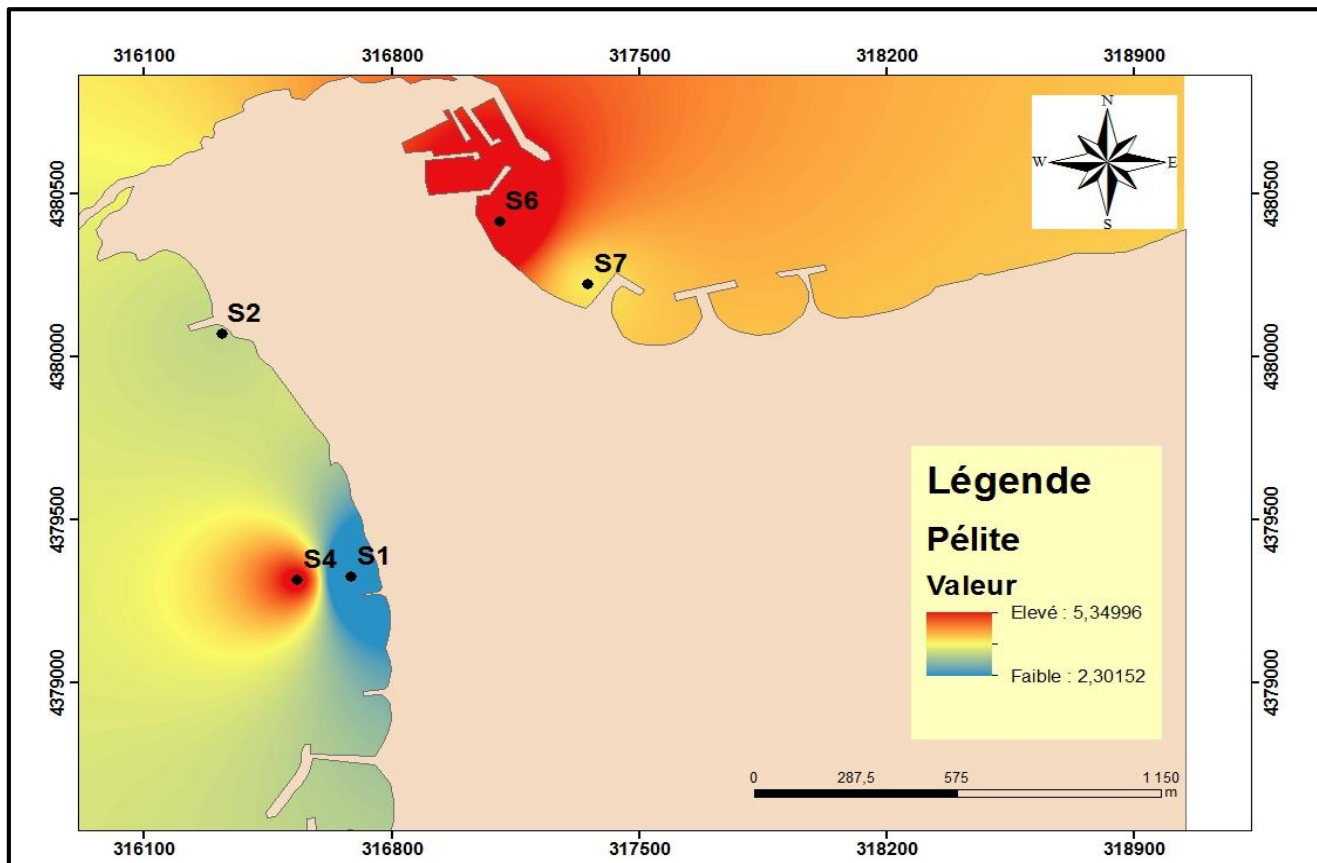 316100 316800 317500 318200 318900
N
W E
S
4380500 4380500
S6
S7
S2
4380000 4380000
Légende
4379500 4379500
Pélite
S4 S1
Valeur
Elevé : 5,34996
Faible : 2,30152
4379000 4379000
0 287,5 575 1 150
m
316100 316800 317500 318200 318900